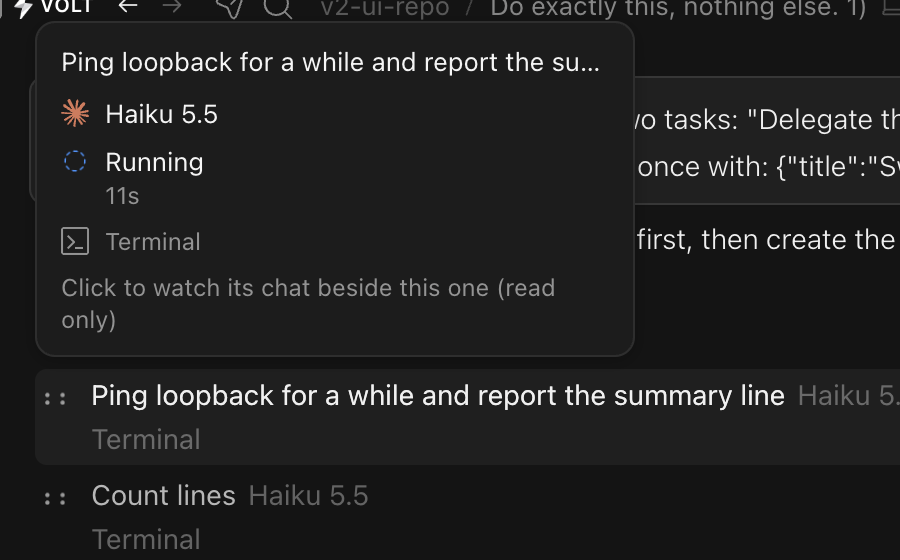 VOLT
v2-ui-repo / Do exactly this, nothing else. 1)
Ping loopback for a while and report the su...
Haiku 5.5
Running
11s
Terminal
Click to watch its chat beside this one (read
only)
tasks: "Delegate
once with: {"title":
first, then create the
Ping loopback for a while and report the summary line Haiku 5.
Terminal
Count lines Haiku 5.5
Terminal